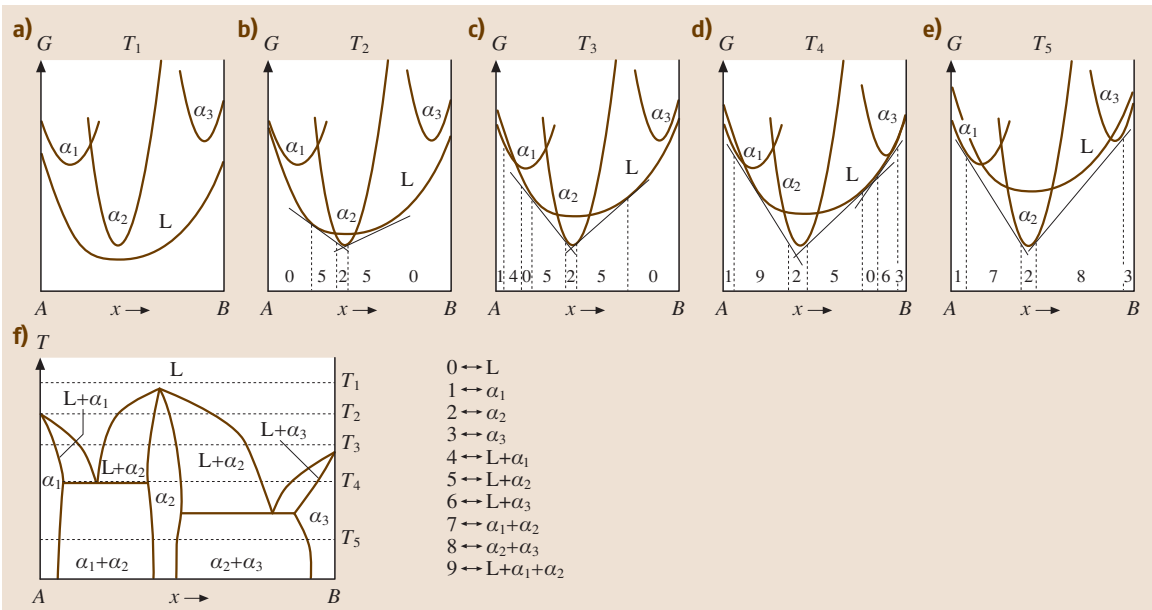 a) b) c) d) e)
G T1 G T2 G T3 G T4 G T5
α1 α2 α3 L
α1 α2 α3 L
α1 α2 L
α1 α2 α3 L
α1 α2 α3 L
0 5 2 5 0
1 4 0 5 2 5 0
1 9 2 5 0 6 3
1 7 2 8 3
A x B A x B A x B A x B A x B
f) T
L
T1
L+α1
T2
L+α3
T3
L+α2
L+α2
α1
T4
α2
α3
T5
α1+α2
α2+α3
A x B
0 ↔ L
1 ↔ α1
2 ↔ α2
3 ↔ α3
4 ↔ L+α1
5 ↔ L+α2
6 ↔ L+α3
7 ↔ α1+α2
8 ↔ α2+α3
9 ↔ L+α1+α2